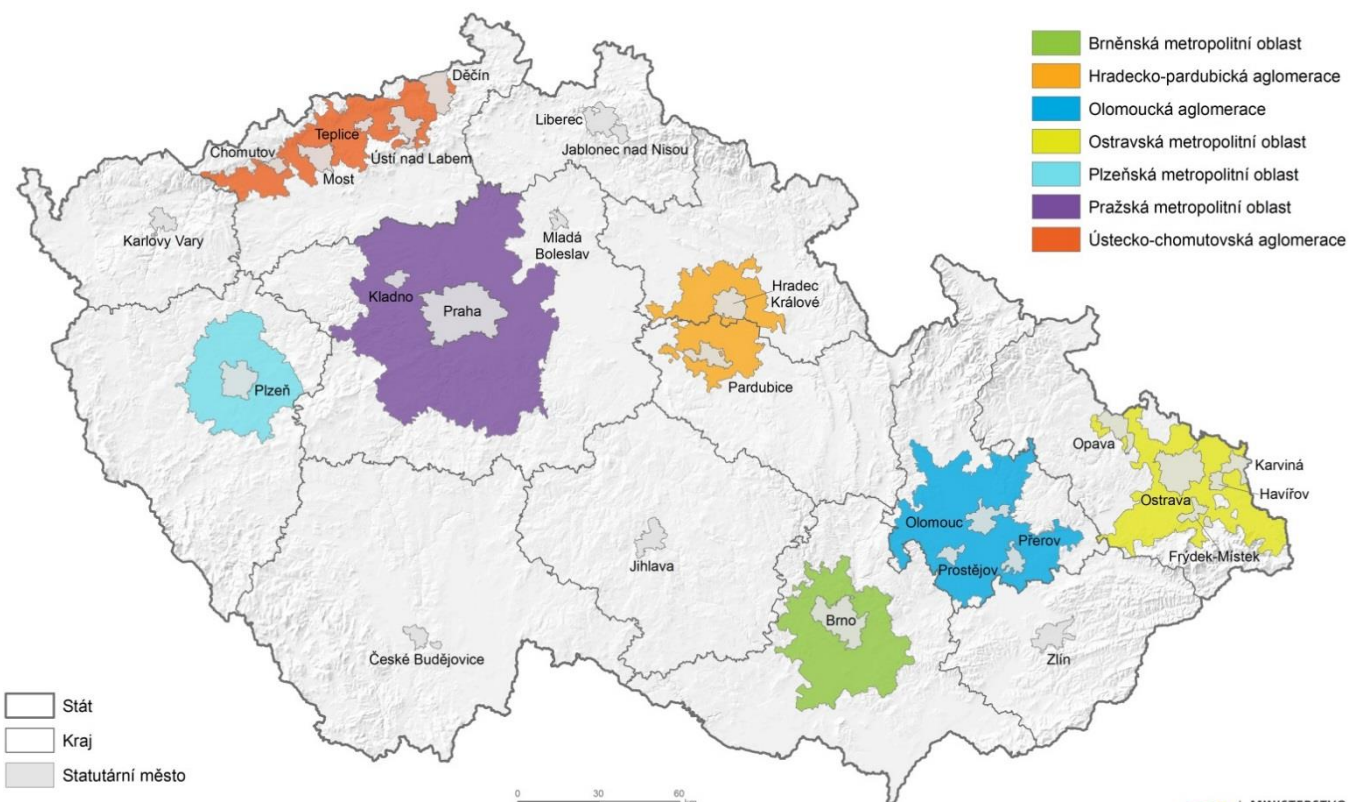 Brněnská metropolitní oblast
Hradecko-pardubická aglomerace
Olomoucká aglomerace
Ostravská metropolitní oblast
Plzeňská metropolitní oblast
Pražská metropolitní oblast
Ústecko-chomutovská aglomerace
Děčín
Teplice
Ústí nad Labem
Chomutov
Most
Liberec
Jablonec nad Nisou
Karlovy Vary
Mladá
Boleslav
Kladno
Praha
Hradec
Králové
Pardubice
Plzeň
Opava
Karviná
Havířov
Ostrava
Frýdek-Místek
Olomouc
Přerov
Prostějov
Jihlava
Brno
Zlín
České Budějovice
Stát
Kraj
Statutární město
0 30 60
km